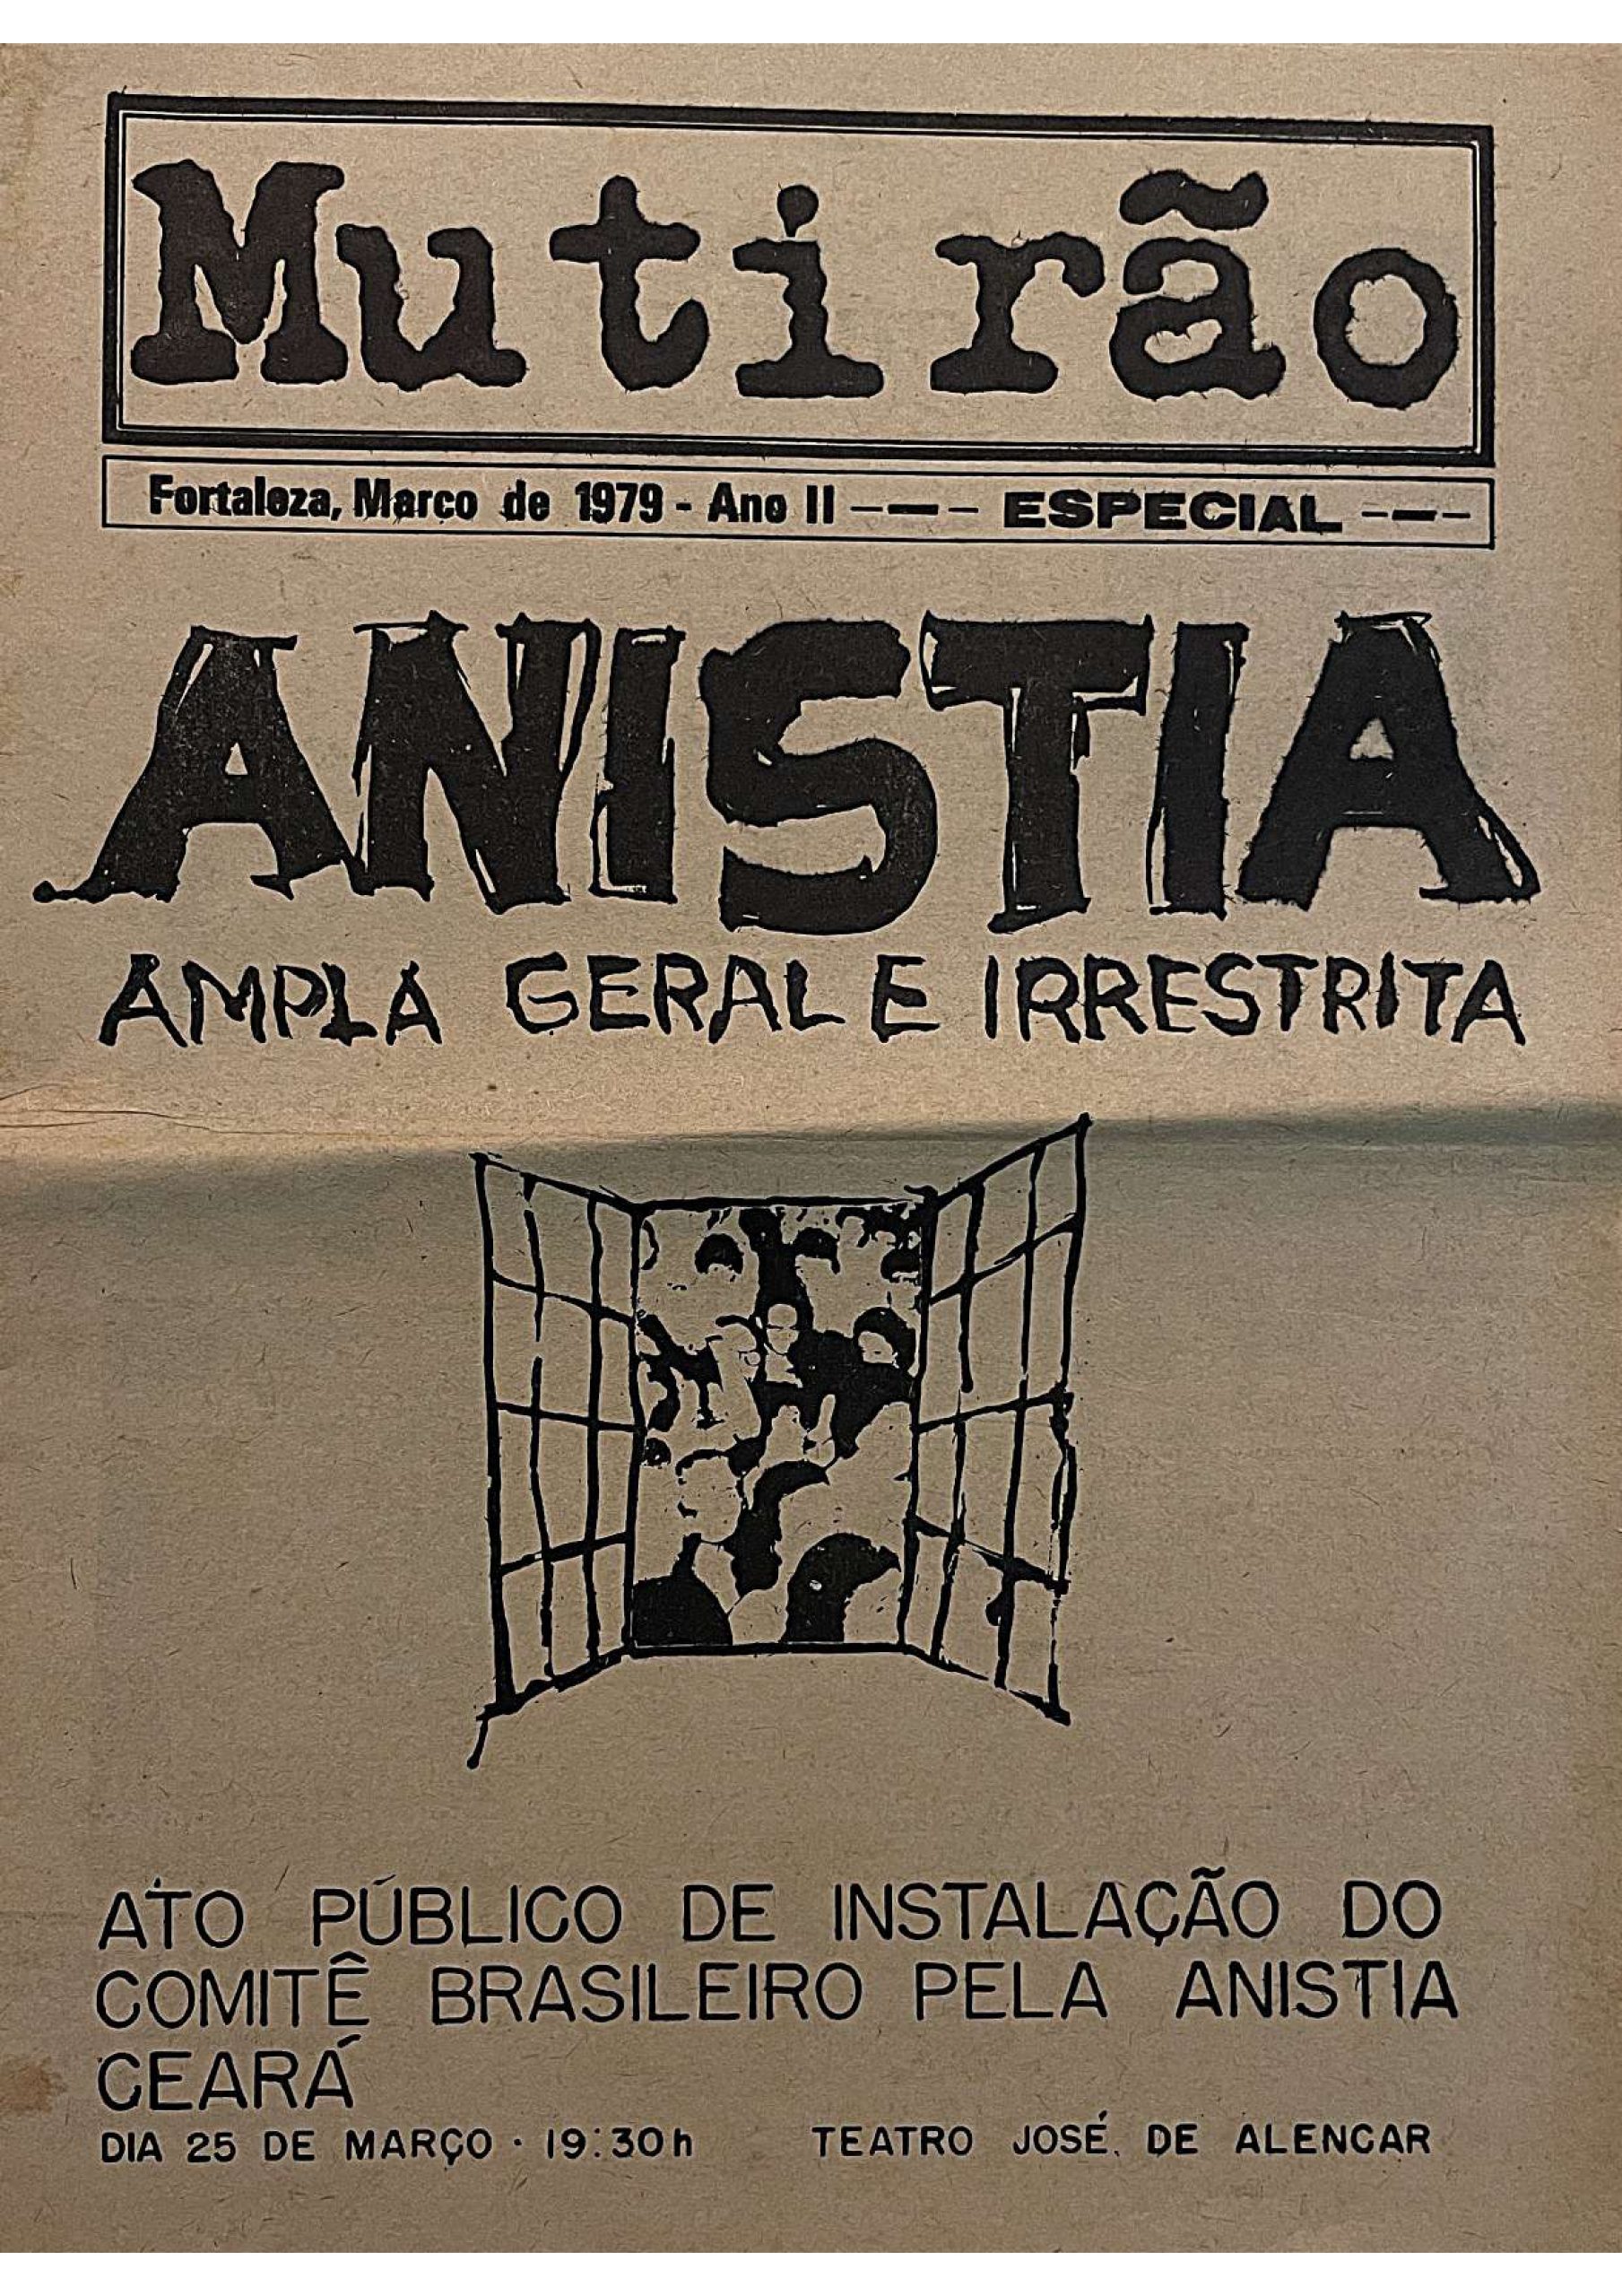 Mutirão
Fortaleza, Março de 1979 - Ano II –––– ESPECIAL –––
ANISTIA
AMPLA GERAL E IRRESTRITA
ATO PÚBLICO DE INSTALAÇÃO DO
COMITÊ BRASILEIRO PELA ANISTIA
CEARÁ
DIA 25 DE MARÇO · 19:30h TEATRO JOSÉ DE ALENCAR